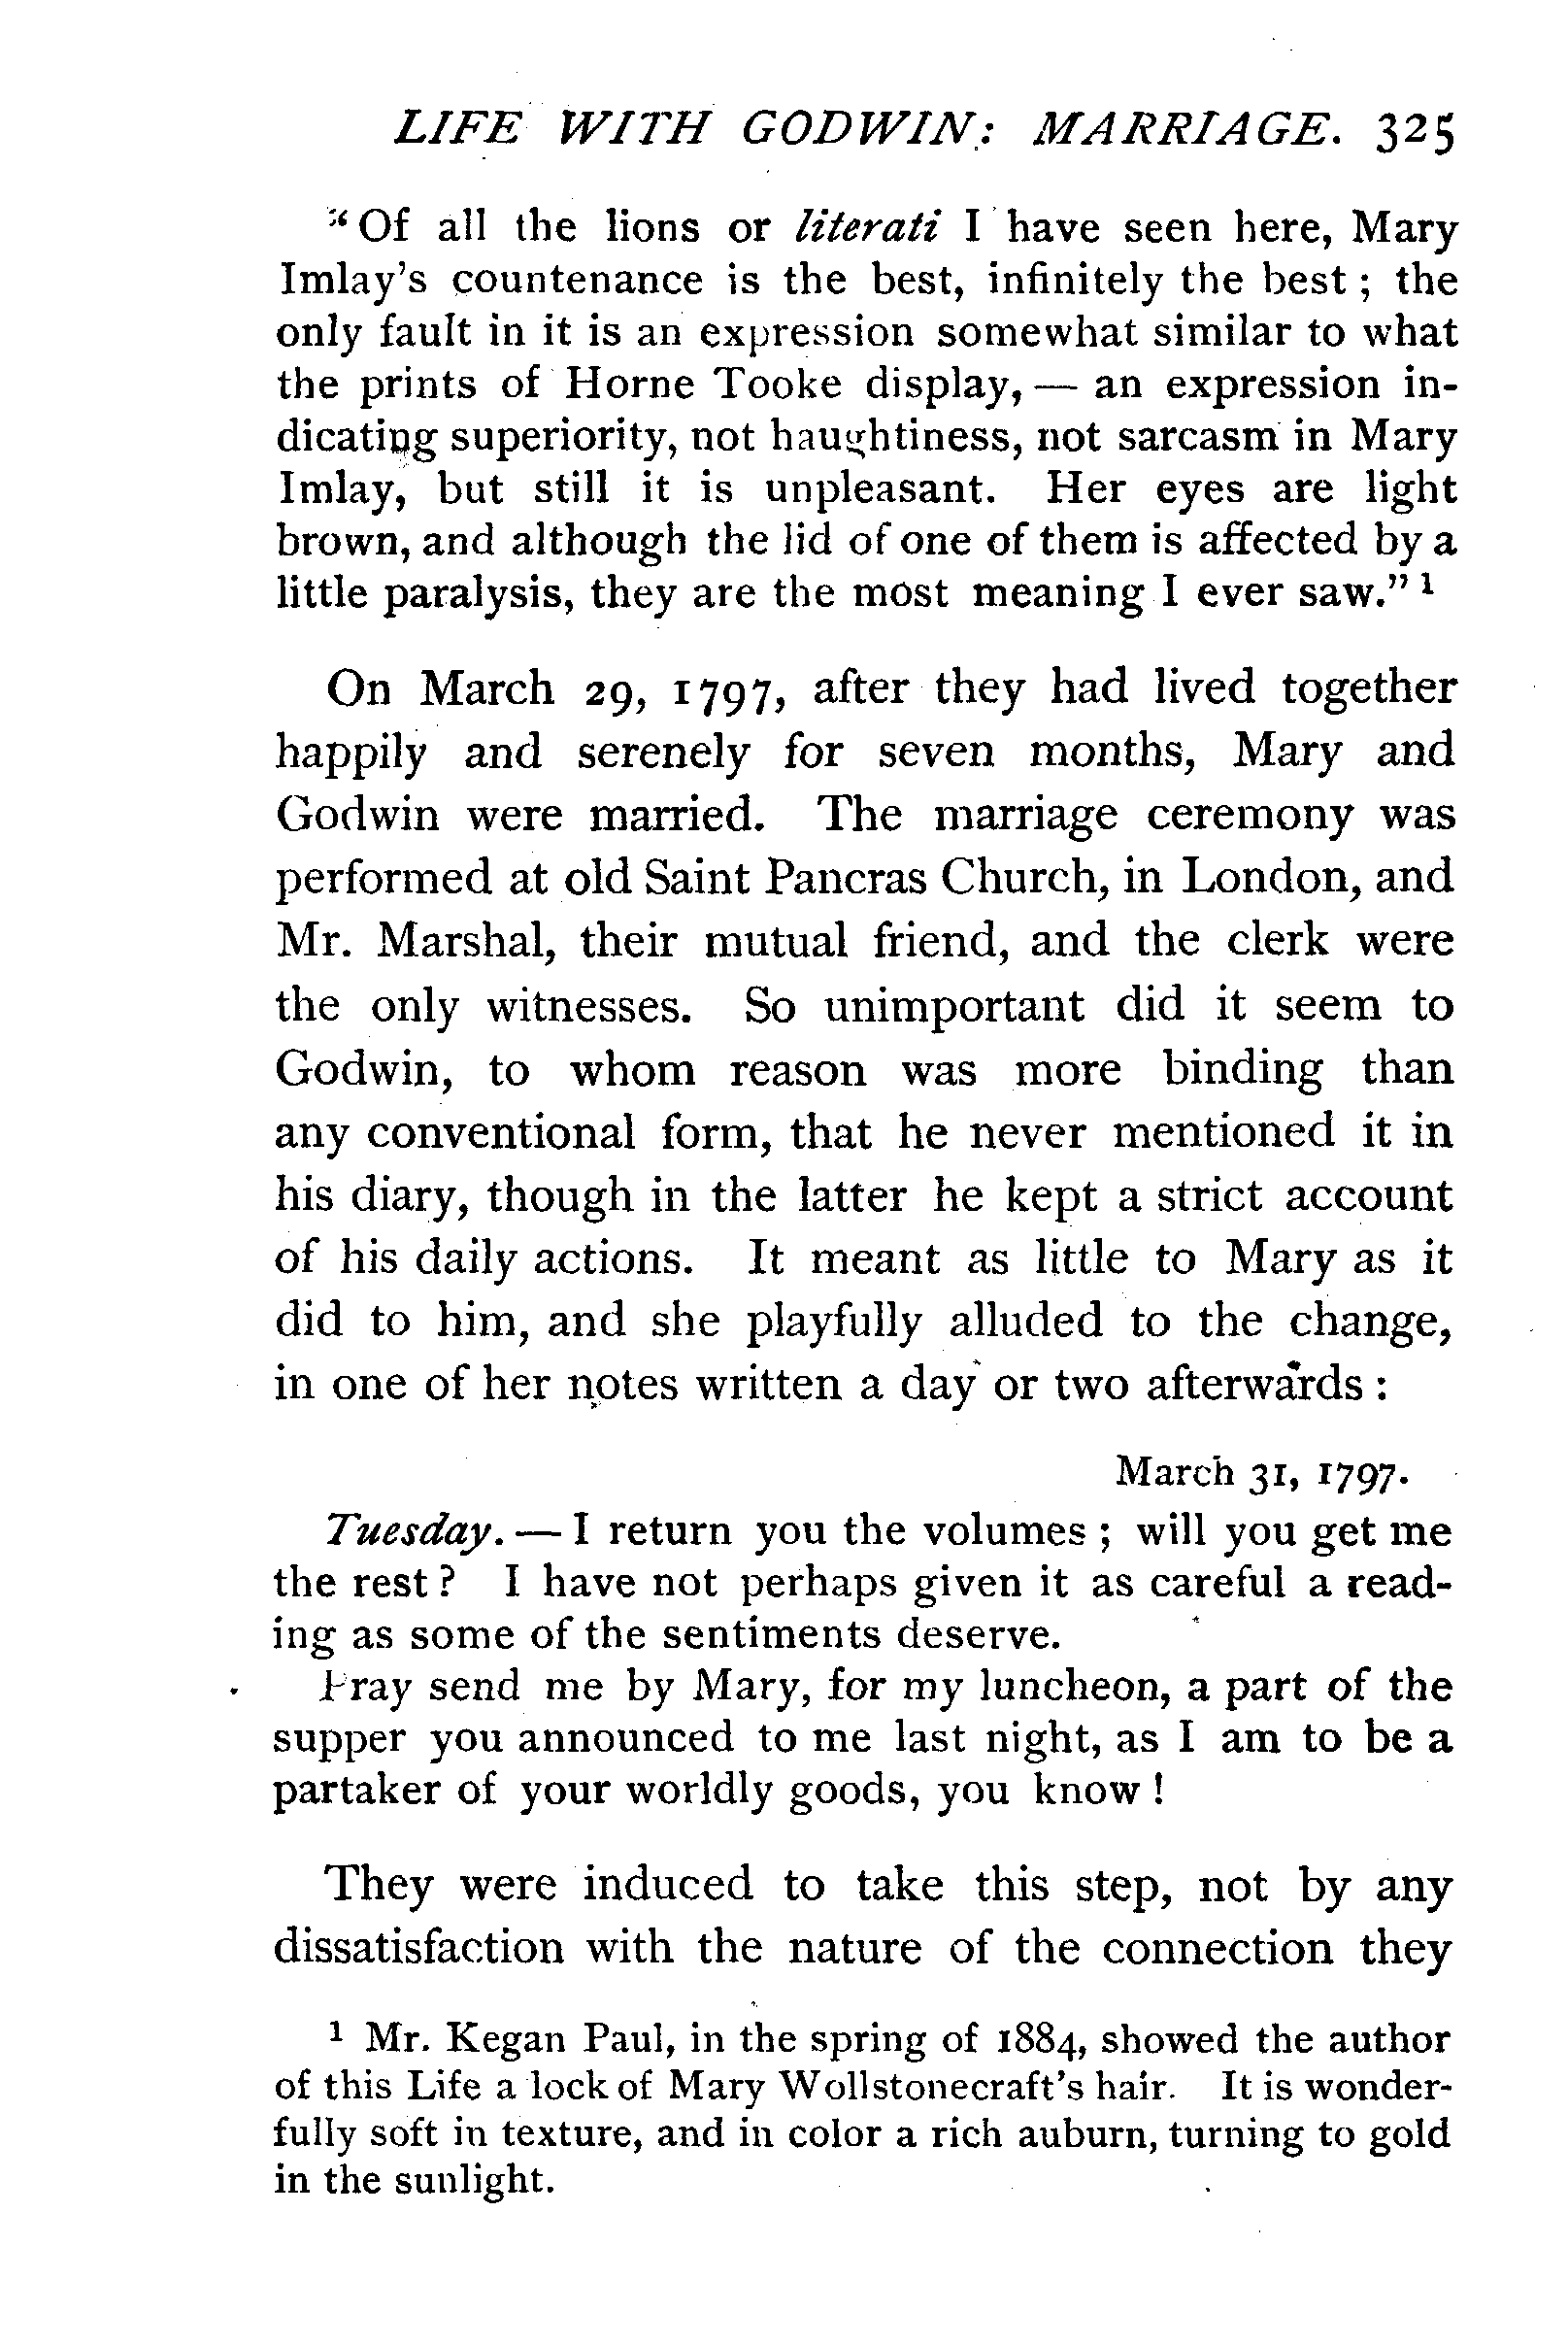 LIFE WITH GODWIN: MARRIAGE. 325
"Of all the lions or literati I have seen here, Mary
Imlay's countenance is the best, infinitely the best; the
only fault in it is an expression somewhat similar to what
the prints of Horne Tooke display, — an expression in-
dicating superiority, not haughtiness, not sarcasm in Mary
Imlay, but still it is unpleasant. Her eyes are light
brown, and although the lid of one of them is affected by a
little paralysis, they are the most meaning I ever saw." ¹
On March 29, 1797, after they had lived together
happily and serenely for seven months, Mary and
Godwin were married. The marriage ceremony was
performed at old Saint Pancras Church, in London, and
Mr. Marshal, their mutual friend, and the clerk were
the only witnesses. So unimportant did it seem to
Godwin, to whom reason was more binding than
any conventional form, that he never mentioned it in
his diary, though in the latter he kept a strict account
of his daily actions. It meant as little to Mary as it
did to him, and she playfully alluded to the change,
in one of her notes written a day or two afterwards:
March 31, 1797.
Tuesday. — I return you the volumes; will you get me
the rest? I have not perhaps given it as careful a read-
ing as some of the sentiments deserve.
Pray send me by Mary, for my luncheon, a part of the
supper you announced to me last night, as I am to be a
partaker of your worldly goods, you know!
They were induced to take this step, not by any
dissatisfaction with the nature of the connection they
¹ Mr. Kegan Paul, in the spring of 1884, showed the author
of this Life a lock of Mary Wollstonecraft's hair. It is wonder-
fully soft in texture, and in color a rich auburn, turning to gold
in the sunlight.